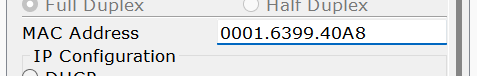 Full Duplex Half Duplex
MAC Address 0001.6399.40A8
IP Configuration
DHCP